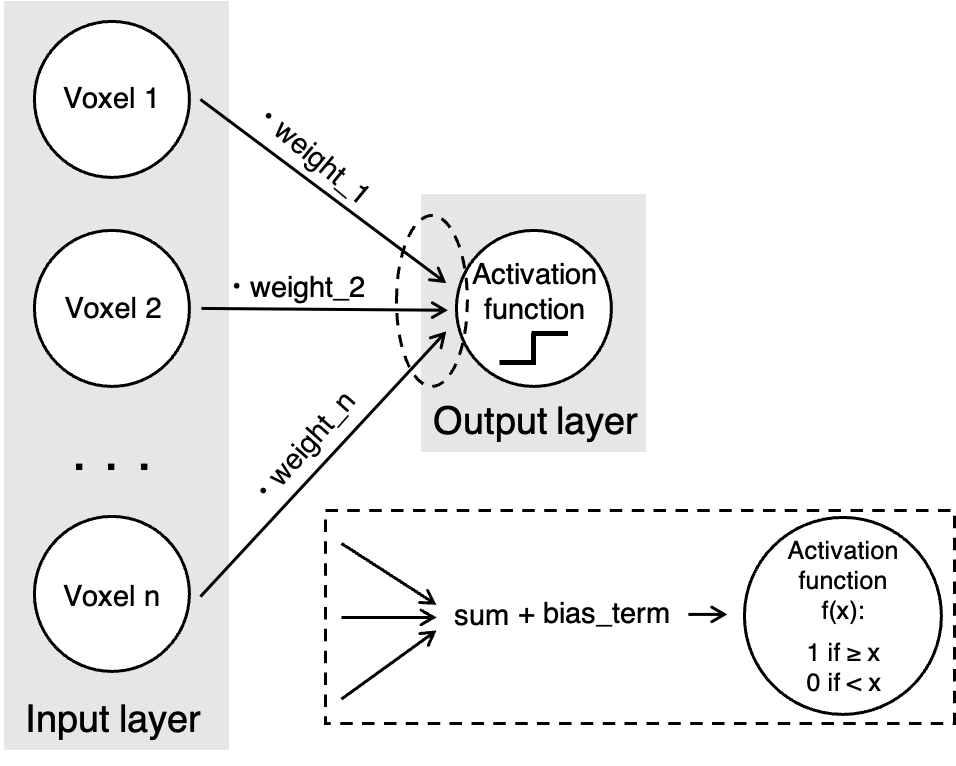 Voxel 1
· weight_1
Voxel 2
· weight_2
Activation
function
Output layer
. . .
· weight_n
Voxel n
Input layer
sum + bias_term
Activation
function
f(x):
1 if ≥ x
0 if < x